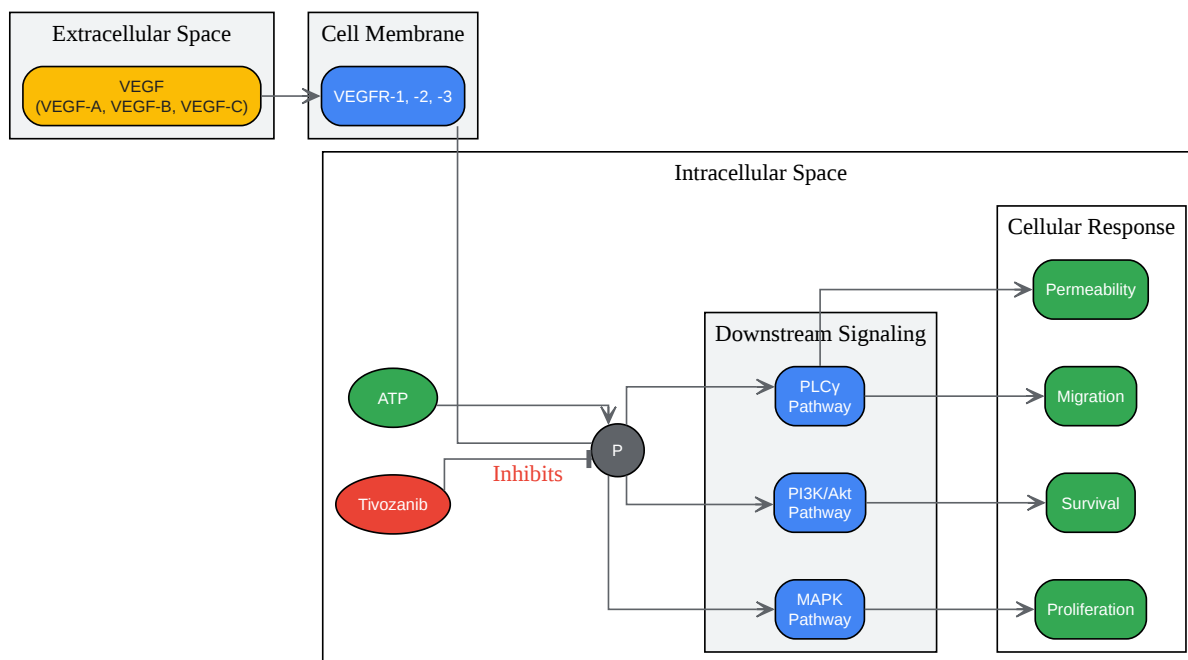 Extracellular Space
VEGF
(VEGF-A, VEGF-B, VEGF-C)
Cell Membrane
VEGFR-1, -2, -3
Intracellular Space
ATP
Tivozanib
Inhibits
P
Downstream Signaling
PLCγ
Pathway
PI3K/Akt
Pathway
MAPK
Pathway
Cellular Response
Permeability
Migration
Survival
Proliferation